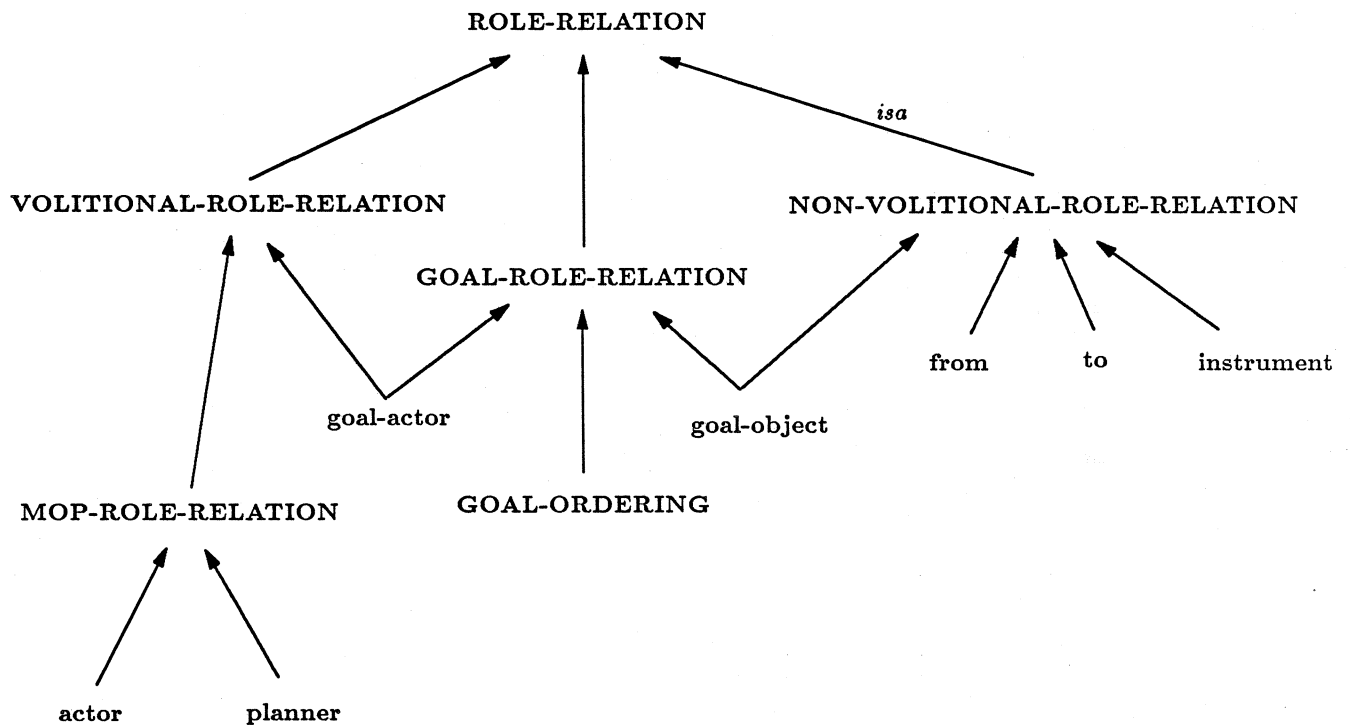 ROLE-RELATION
isa
VOLITIONAL-ROLE-RELATION
NON-VOLITIONAL-ROLE-RELATION
GOAL-ROLE-RELATION
from
to
instrument
goal-actor
goal-object
MOP-ROLE-RELATION
GOAL-ORDERING
actor
planner